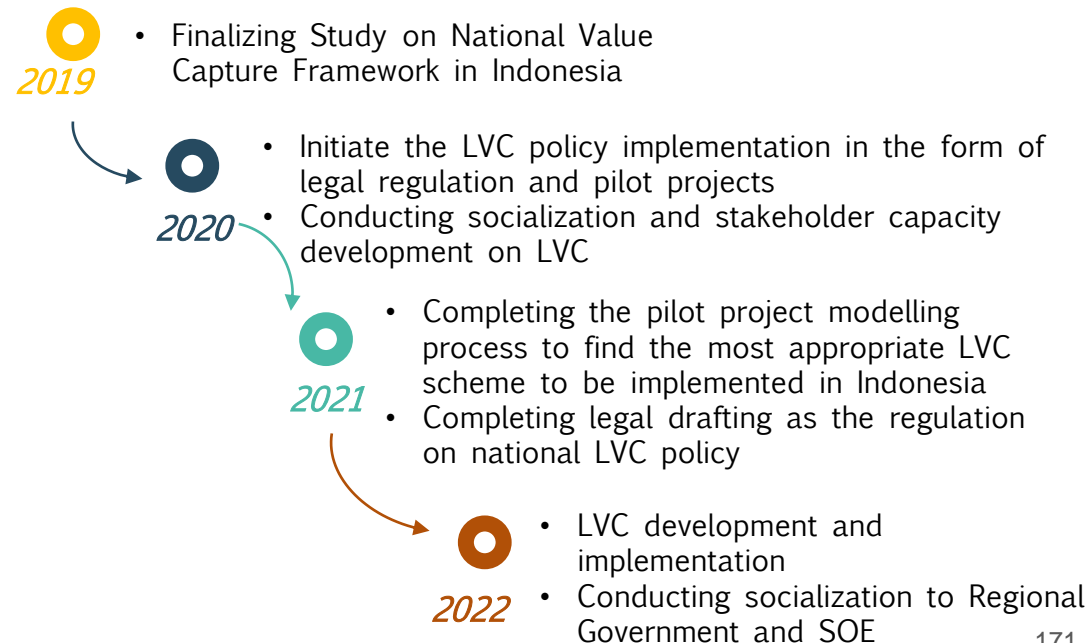 • Finalizing Study on National Value
Capture Framework in Indonesia
2019
• Initiate the LVC policy implementation in the form of
legal regulation and pilot projects
2020
• Conducting socialization and stakeholder capacity
development on LVC
• Completing the pilot project modelling
process to find the most appropriate LVC
scheme to be implemented in Indonesia
2021
• Completing legal drafting as the regulation
on national LVC policy
• LVC development and
implementation
2022
• Conducting socialization to Regional
Government and SOE
171